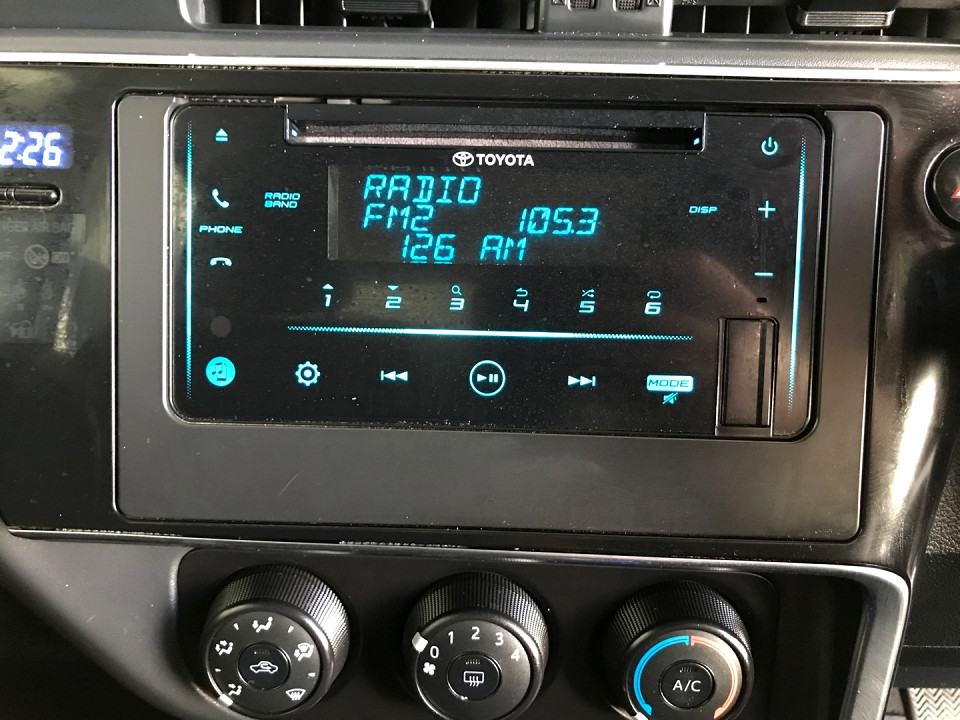 2:26
TOYOTA
RADIO
BAND
RADIO
FM2 105.3
126 AM
DISP
PHONE
1 2 3 4 5 6
MODE
0 1 2 3 4
A/C